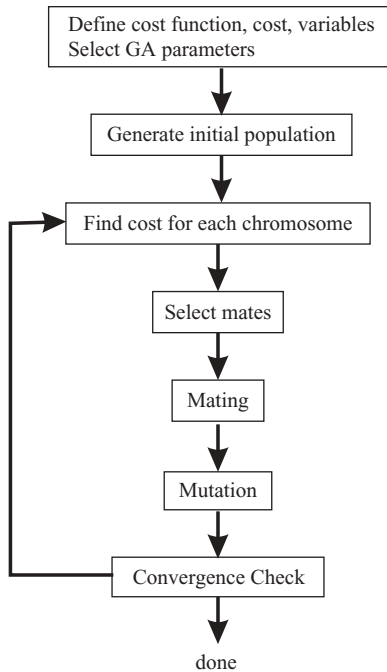 Define cost function, cost, variables
Select GA parameters
Generate initial population
Find cost for each chromosome
Select mates
Mating
Mutation
Convergence Check
done